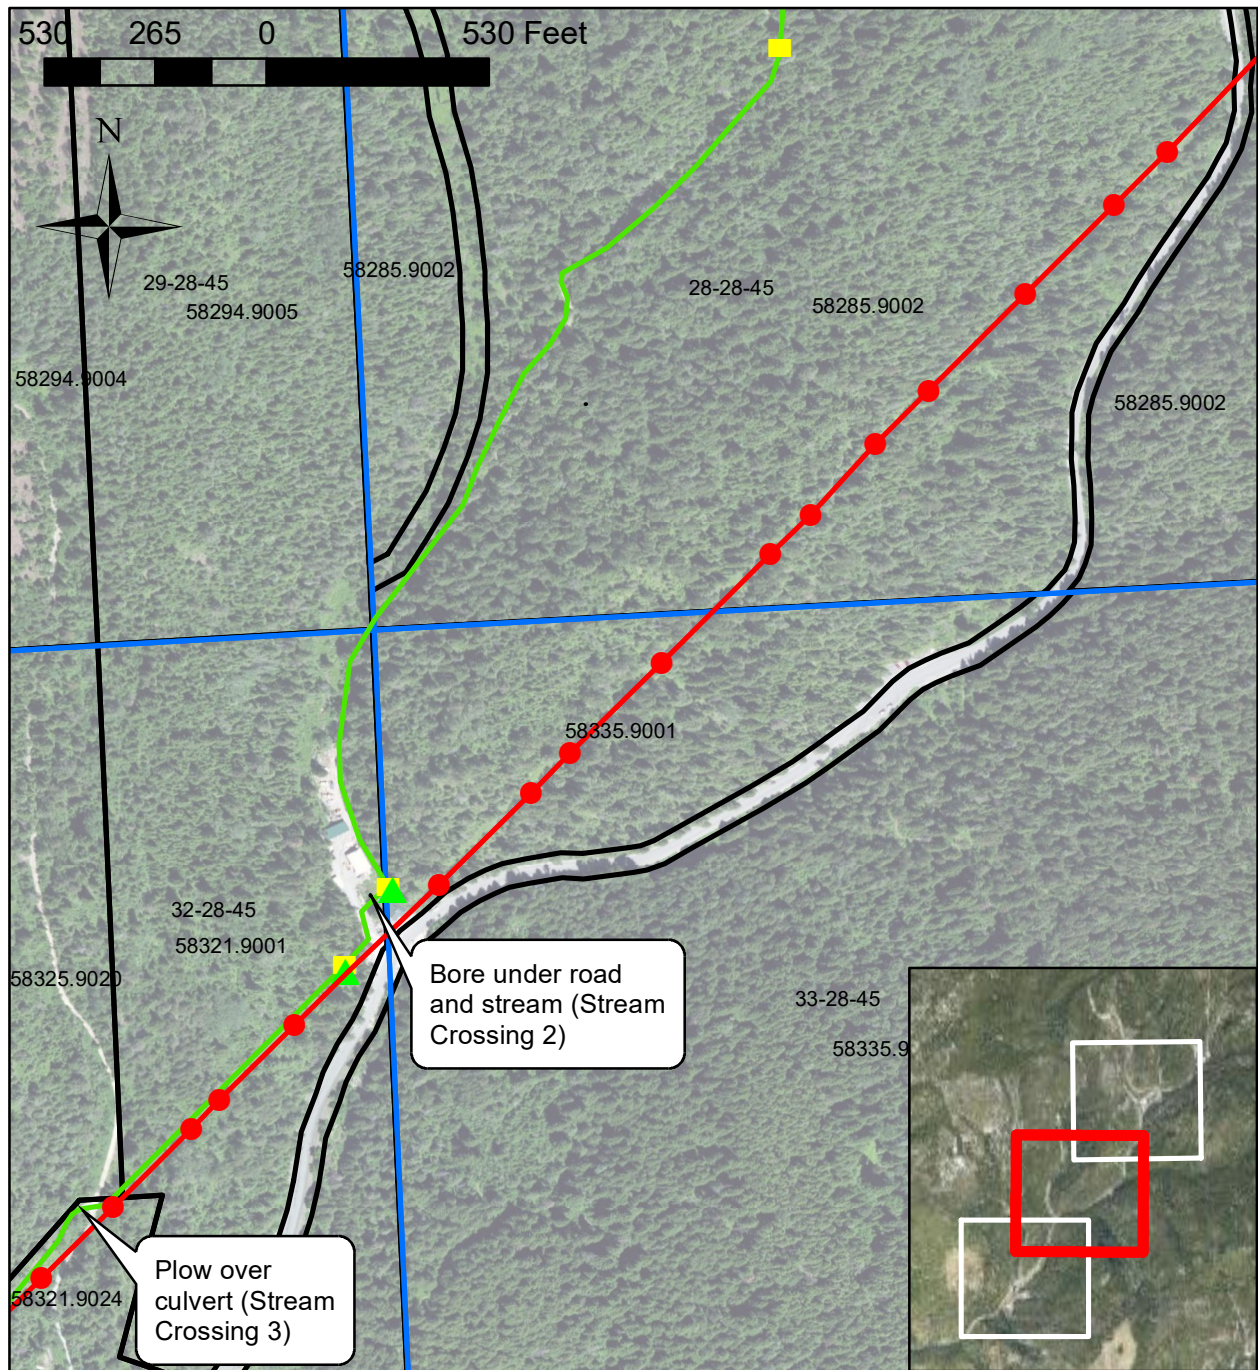 530 265 0 530 Feet
N
58285.9002
29-28-45
28-28-45
58294.9005
58285.9002
58294.9004
58285.9002
58335.9001
32-28-45
58321.9001
58325.9020
Bore under road
and stream (Stream
Crossing 2)
33-28-45
58335.9
Plow over
culvert (Stream
Crossing 3)
58321.9024